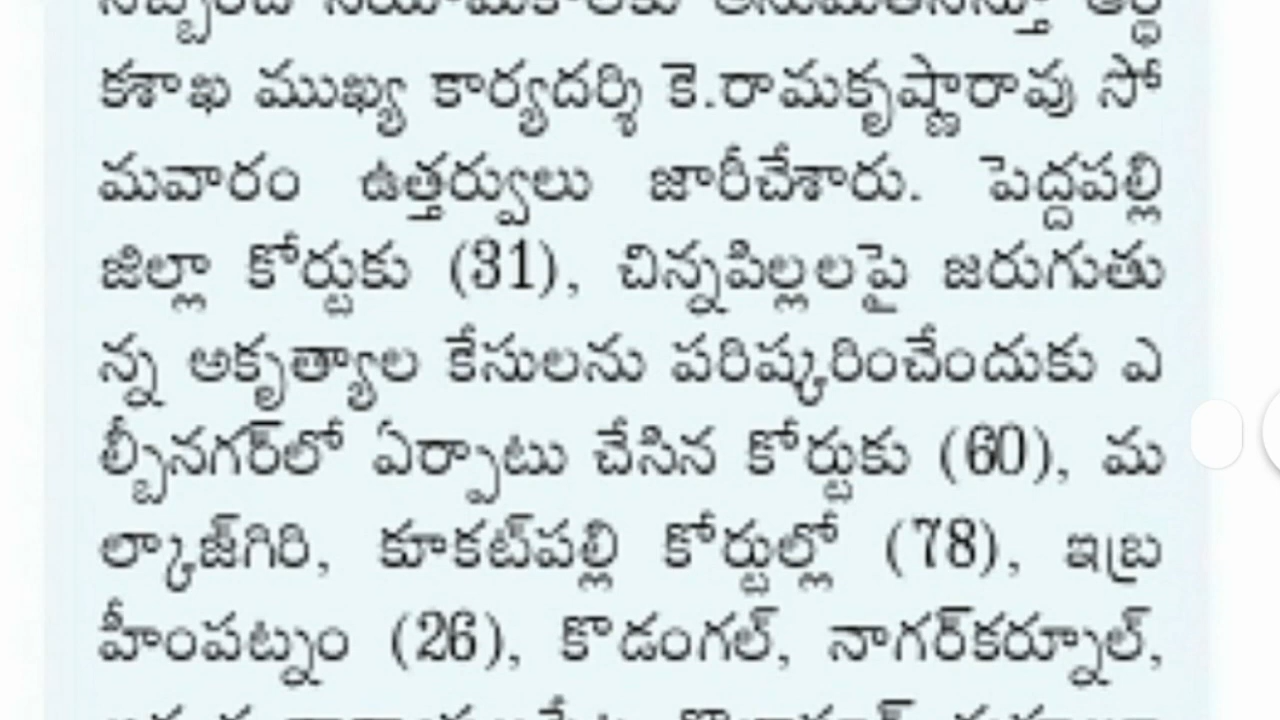 కశాఖ ముఖ్య కార్యదర్శి కె.రామకృష్ణారావు సో
మవారం ఉత్తర్వులు జారీచేశారు. పెద్దపల్లి
జిల్లా కోర్టుకు (31), చిన్నపిల్లలపై జరుగుతు
న్న అకృత్యాల కేసులను పరిష్కరించేందుకు ఎ
ల్బీనగర్‌లో ఏర్పాటు చేసిన కోర్టుకు (60), మ
ల్కాజ్‌గిరి, కూకట్‌పల్లి కోర్టుల్లో (78), ఇబ్ర
హీంపట్నం (26), కొడంగల్, నాగర్‌కర్నూల్,